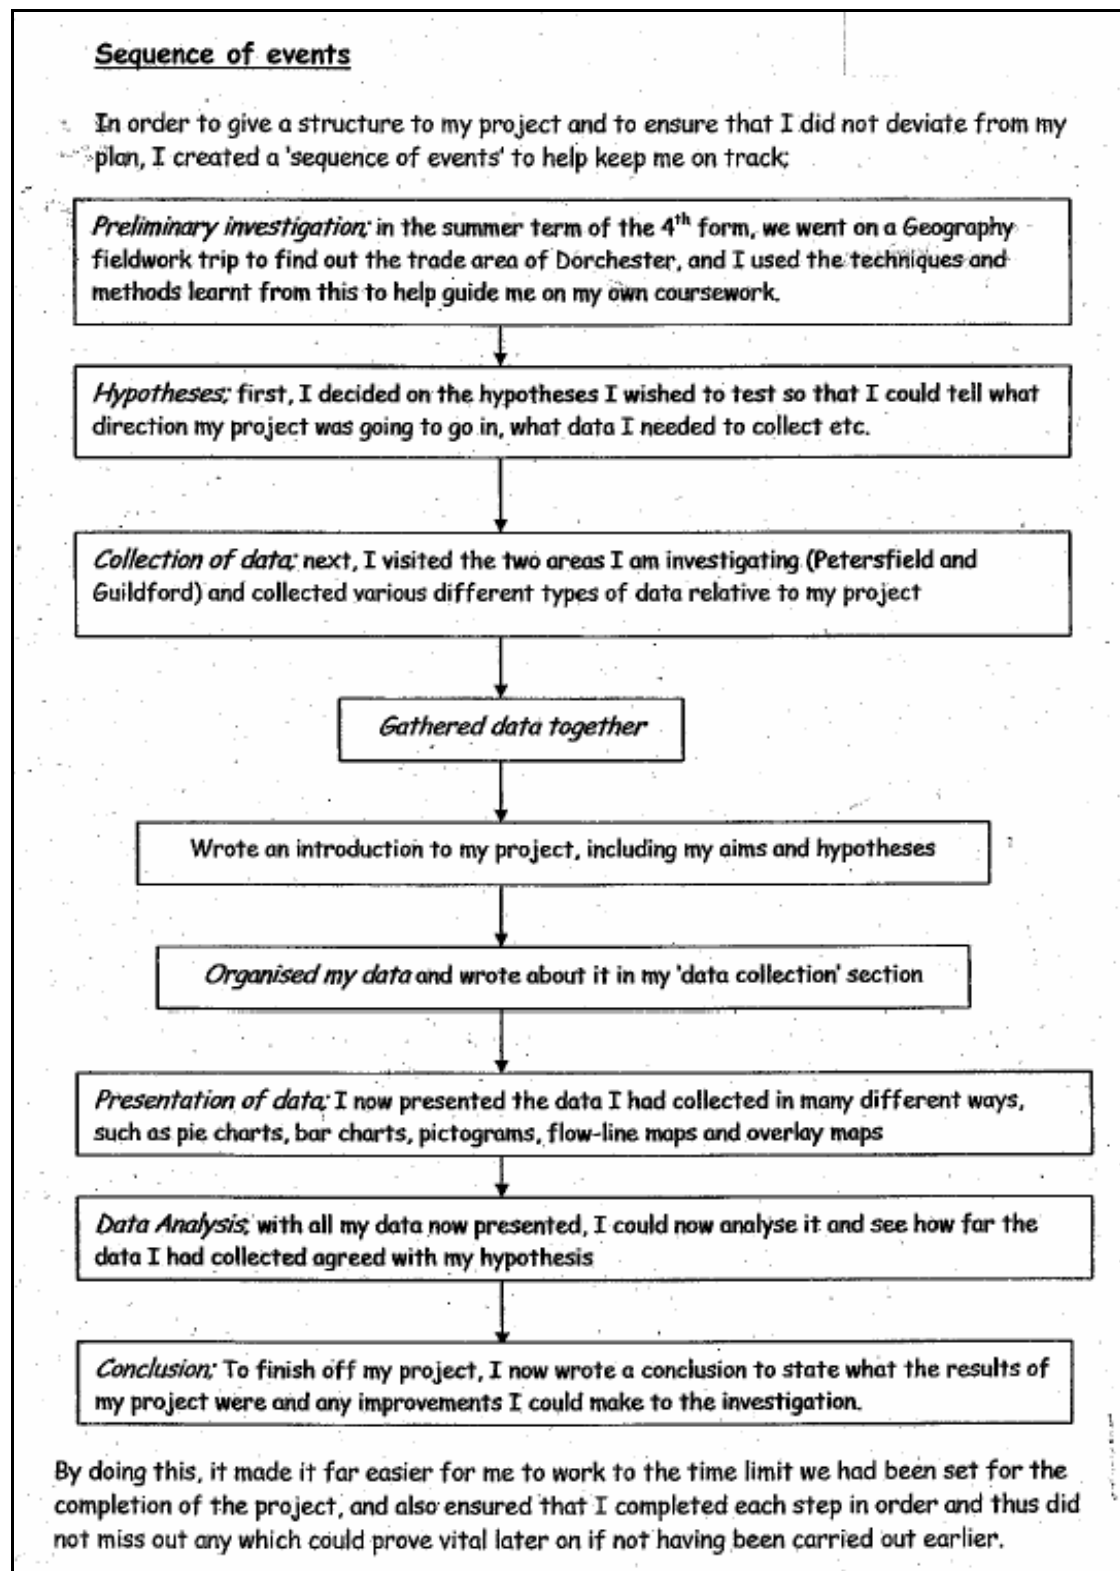 Sequence of events
In order to give a structure to my project and to ensure that I did not deviate from my
plan, I created a 'sequence of events' to help keep me on track;
Preliminary investigation; in the summer term of the 4th form, we went on a Geography
fieldwork trip to find out the trade area of Dorchester, and I used the techniques and
methods learnt from this to help guide me on my own coursework.
Hypotheses; first, I decided on the hypotheses I wished to test so that I could tell what
direction my project was going to go in, what data I needed to collect etc.
Collection of data; next, I visited the two areas I am investigating (Petersfield and
Guildford) and collected various different types of data relative to my project
Gathered data together
Wrote an introduction to my project, including my aims and hypotheses
Organised my data and wrote about it in my 'data collection' section
Presentation of data; I now presented the data I had collected in many different ways,
such as pie charts, bar charts, pictograms, flow-line maps and overlay maps
Data Analysis; with all my data now presented, I could now analyse it and see how far the
data I had collected agreed with my hypothesis
Conclusion; To finish off my project, I now wrote a conclusion to state what the results of
my project were and any improvements I could make to the investigation.
By doing this, it made it far easier for me to work to the time limit we had been set for the
completion of the project, and also ensured that I completed each step in order and thus did
not miss out any which could prove vital later on if not having been carried out earlier.